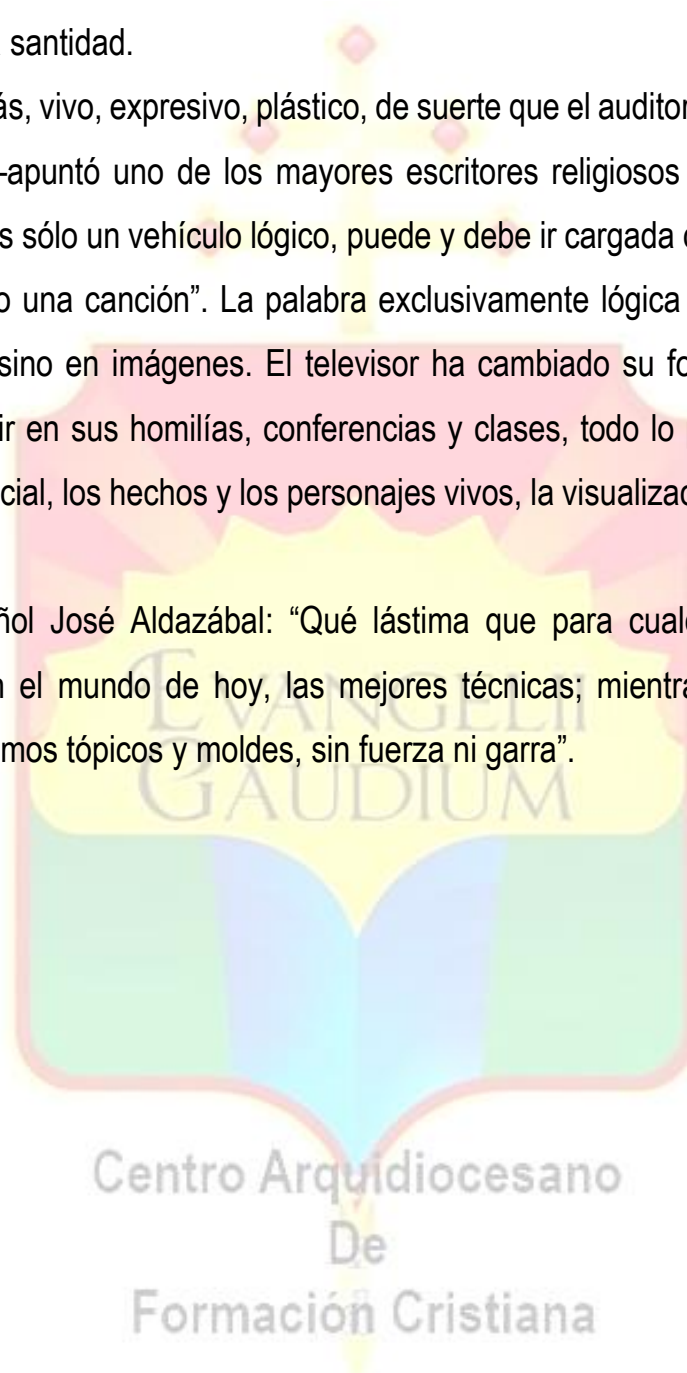 santidad.
ás, vivo, expresivo, plástico, de suerte que el auditor
–apuntó uno de los mayores escritores religiosos
s sólo un vehículo lógico, puede y debe ir cargada
o una canción”. La palabra exclusivamente lógica
sino en imágenes. El televisor ha cambiado su fo
ir en sus homilías, conferencias y clases, todo lo
cial, los hechos y los personajes vivos, la visualizac
ñol José Aldazábal: “Qué lástima que para cual
n el mundo de hoy, las mejores técnicas; mientra
mos tópicos y moldes, sin fuerza ni garra”.
EVANGELII
GAUDIUM
Centro Arquidiocesano
De
Formación Cristiana